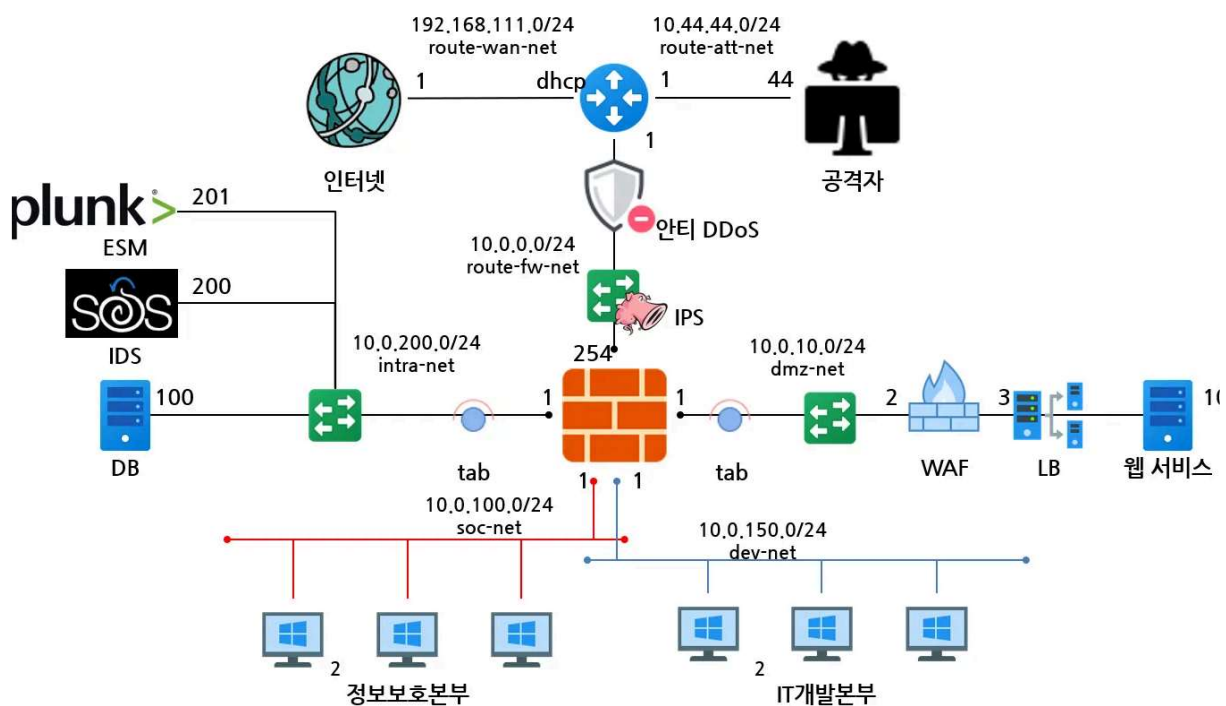 192.168.111.0/24
route-wan-net
10.44.44.0/24
route-att-net
1
dhcp
1
44
1
인터넷
공격자
plunk>
201
ESM
안티 DDoS
10.0.0.0/24
route-fw-net
SOS
200
IPS
IDS
10.0.200.0/24
intra-net
254
10.0.10.0/24
dmz-net
100
1
1
2
3
10
DB
tab
tab
WAF
LB
웹 서비스
1
1
10.0.100.0/24
soc-net
10.0.150.0/24
dev-net
2
2
정보보호본부
IT개발본부